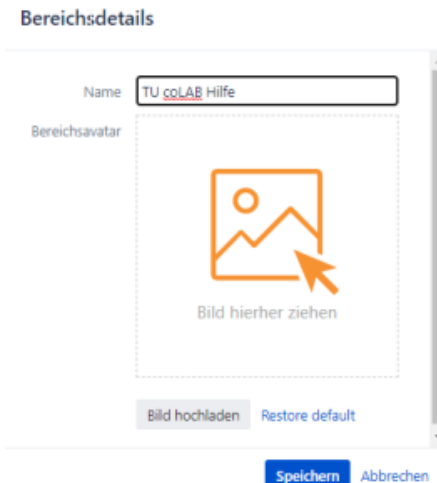 Bereichsdetails
Name TU coLAB Hilfe
Bereichsavatar
Bild hierher ziehen
Bild hochladen Restore default
Speichern Abbrechen